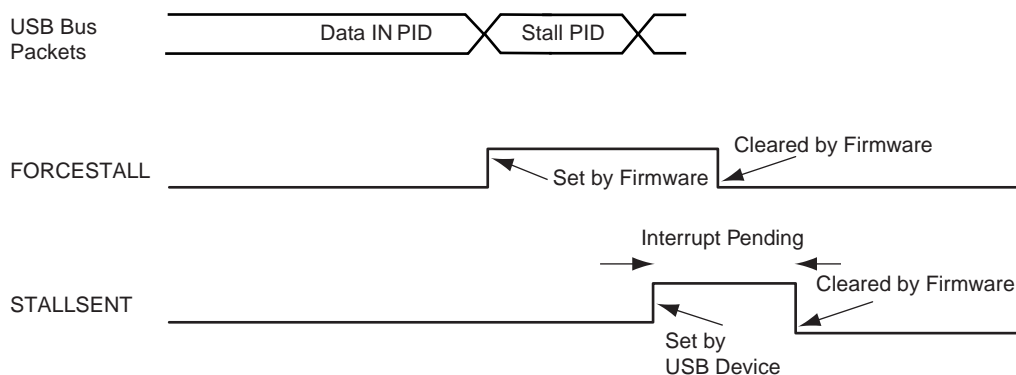 USB Bus
Packets
Data IN PID
Stall PID
FORCESTALL
Set by Firmware
Cleared by Firmware
Interrupt Pending
STALLSENT
Cleared by Firmware
Set by
USB Device